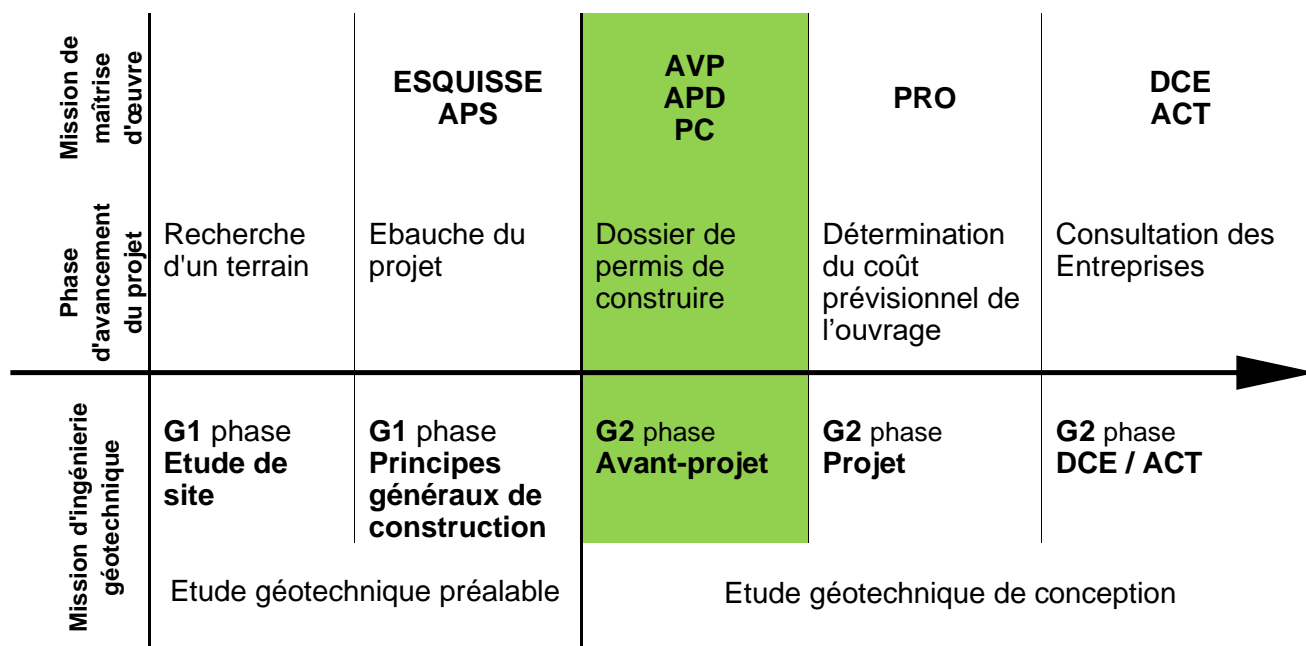 Mission de
maîtrise
d'œuvre
ESQUISSE
APS
AVP
APD
PC
PRO
DCE
ACT
Phase
d'avancement
du projet
Recherche
d'un terrain
Ebauche du
projet
Dossier de
permis de
construire
Détermination
du coût
prévisionnel de
l’ouvrage
Consultation des
Entreprises
Mission d'ingénierie
géotechnique
G1 phase
Etude de
site
G1 phase
Principes
généraux de
construction
G2 phase
Avant-projet
G2 phase
Projet
G2 phase
DCE / ACT
Etude géotechnique préalable
Etude géotechnique de conception